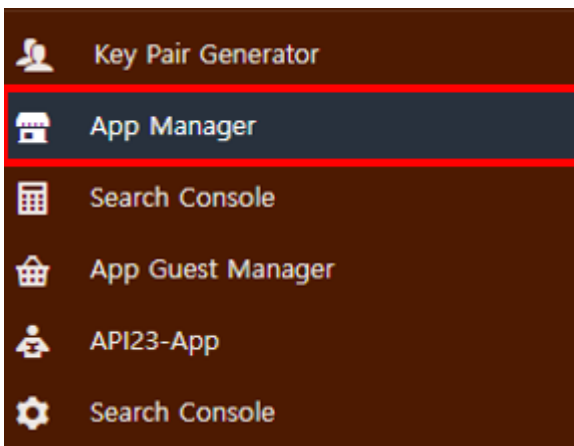 Key Pair Generator
App Manager
Search Console
App Guest Manager
API23-App
Search Console